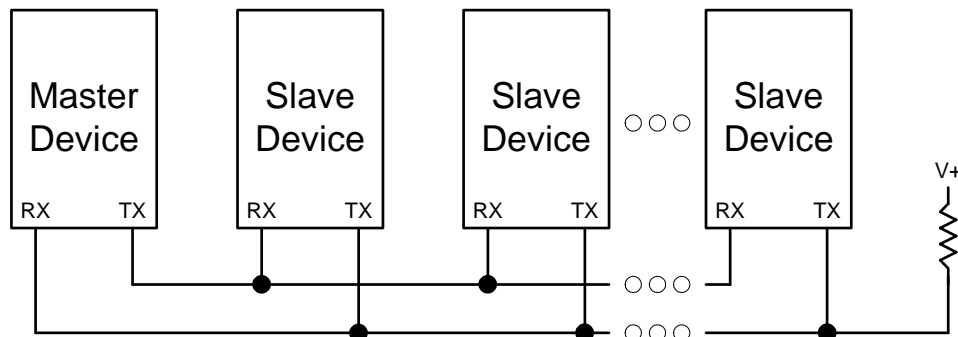 Master
Device
Slave
Device
Slave
Device
Slave
Device
V+
RX TX
RX TX
RX TX
RX TX